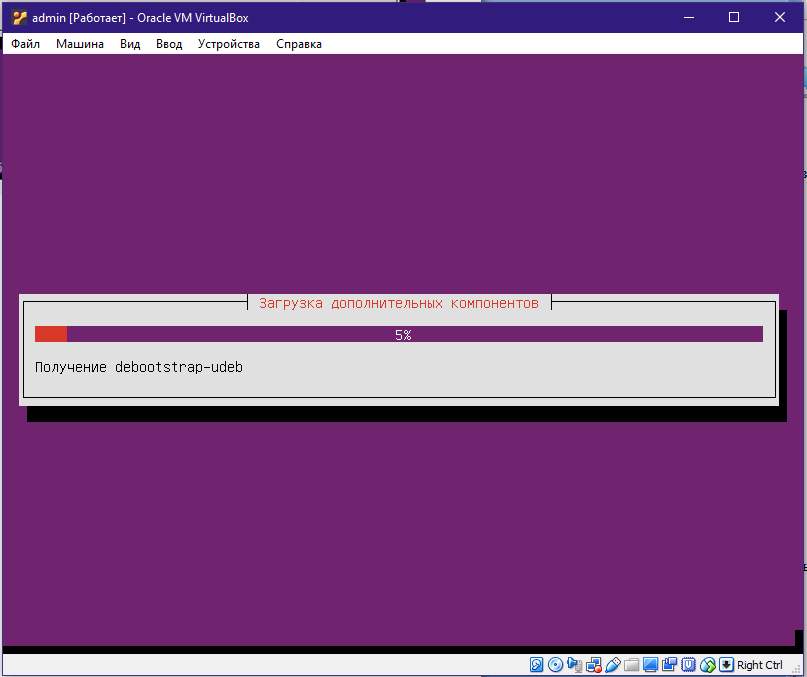 admin [Работает] - Oracle VM VirtualBox
Файл Машина Вид Ввод Устройства Справка
Загрузка дополнительных компонентов
5%
Получение debootstrap-udeb
Right Ctrl